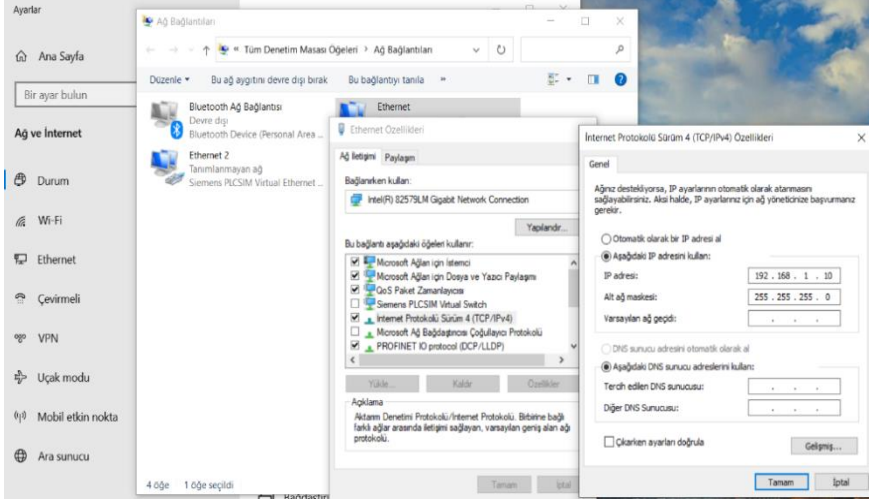 Ayarlar
Ana Sayfa
Bir ayar bulun
Ağ ve İnternet
Durum
Wi-Fi
Ethernet
Çevirmeli
VPN
Uçak modu
Mobil etkin nokta
Ara sunucu
Ağ Bağlantıları
« Tüm Denetim Masası Öğeleri > Ağ Bağlantıları
Düzenle
Bu ağ aygıtını devre dışı bırak
Bu bağlantıyı tanıla
»
Bluetooth Ağ Bağlantısı
Devre dışı
Bluetooth Device (Personal Area ...
Ethernet
Ethernet 2
Tanımlanmayan ağ
Siemens PLCSIM Virtual Ethernet ...
4 öğe
1 öğe seçildi
Ethernet Özellikleri
Ağ İletişimi
Paylaşım
Bağlanırken kullan:
Intel(R) 82579LM Gigabit Network Connection
Yapılandır...
Bu bağlantı aşağıdaki öğeleri kullanır:
Microsoft Ağları için İstemci
Microsoft Ağları için Dosya ve Yazıcı Paylaşımı
QoS Paket Zamanlayıcısı
Siemens PLCSIM Virtual Switch
İnternet Protokolü Sürüm 4 (TCP/IPv4)
Microsoft Ağ Bağdaştırıcısı Çoğullayıcı Protokolü
PROFINET IO protocol (DCP/LLDP)
Yükle...
Kaldır
Özellikler
Açıklama
Aktarım Denetimi Protokolü/İnternet Protokolü. Birbirine bağlı
farklı ağlar arasında iletişimi sağlayan, varsayılan geniş alan ağı
protokolü.
Tamam
İptal
İnternet Protokolü Sürüm 4 (TCP/IPv4) Özellikleri
Genel
Ağınız destekliyorsa, IP ayarlarının otomatik olarak atanmasını
sağlayabilirsiniz. Aksi halde, IP ayarlarınız için ağ yöneticinize başvurmanız
gerekir.
Otomatik olarak bir IP adresi al
Aşağıdaki IP adresini kullan:
IP adresi:
192 . 168 . 1 . 10
Alt ağ maskesi:
255 . 255 . 255 . 0
Varsayılan ağ geçidi:
DNS sunucu adresini otomatik olarak al
Aşağıdaki DNS sunucu adreslerini kullan:
Tercih edilen DNS sunucusu:
Diğer DNS Sunucusu:
Çıkarken ayarları doğrula
Gelişmiş...
Tamam
İptal